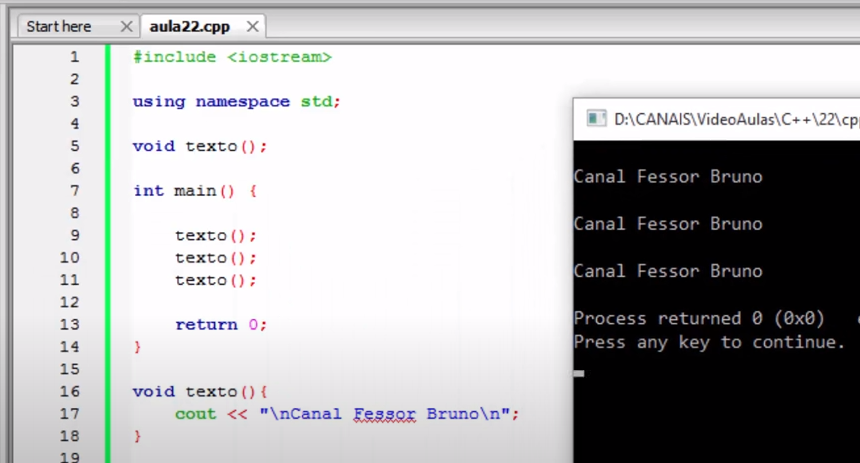 Start here
aula22.cpp
1 #include <iostream>
2
3 using namespace std;
4
5 void texto();
6
7 int main() {
8
9 texto();
10 texto();
11 texto();
12
13 return 0;
14 }
15
16 void texto(){
17 cout << "\nCanal Fessor Bruno\n";
18 }
19
D:\CANAIS\VideoAulas\C++\22\cpp
Canal Fessor Bruno
Canal Fessor Bruno
Canal Fessor Bruno
Process returned 0 (0x0)
Press any key to continue.